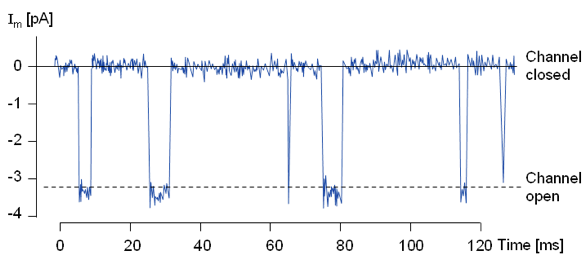 Iₘ [pA]
0
-1
-2
-3
-4
Channel
closed
Channel
open
0 20 40 60 80 100 120 Time [ms]